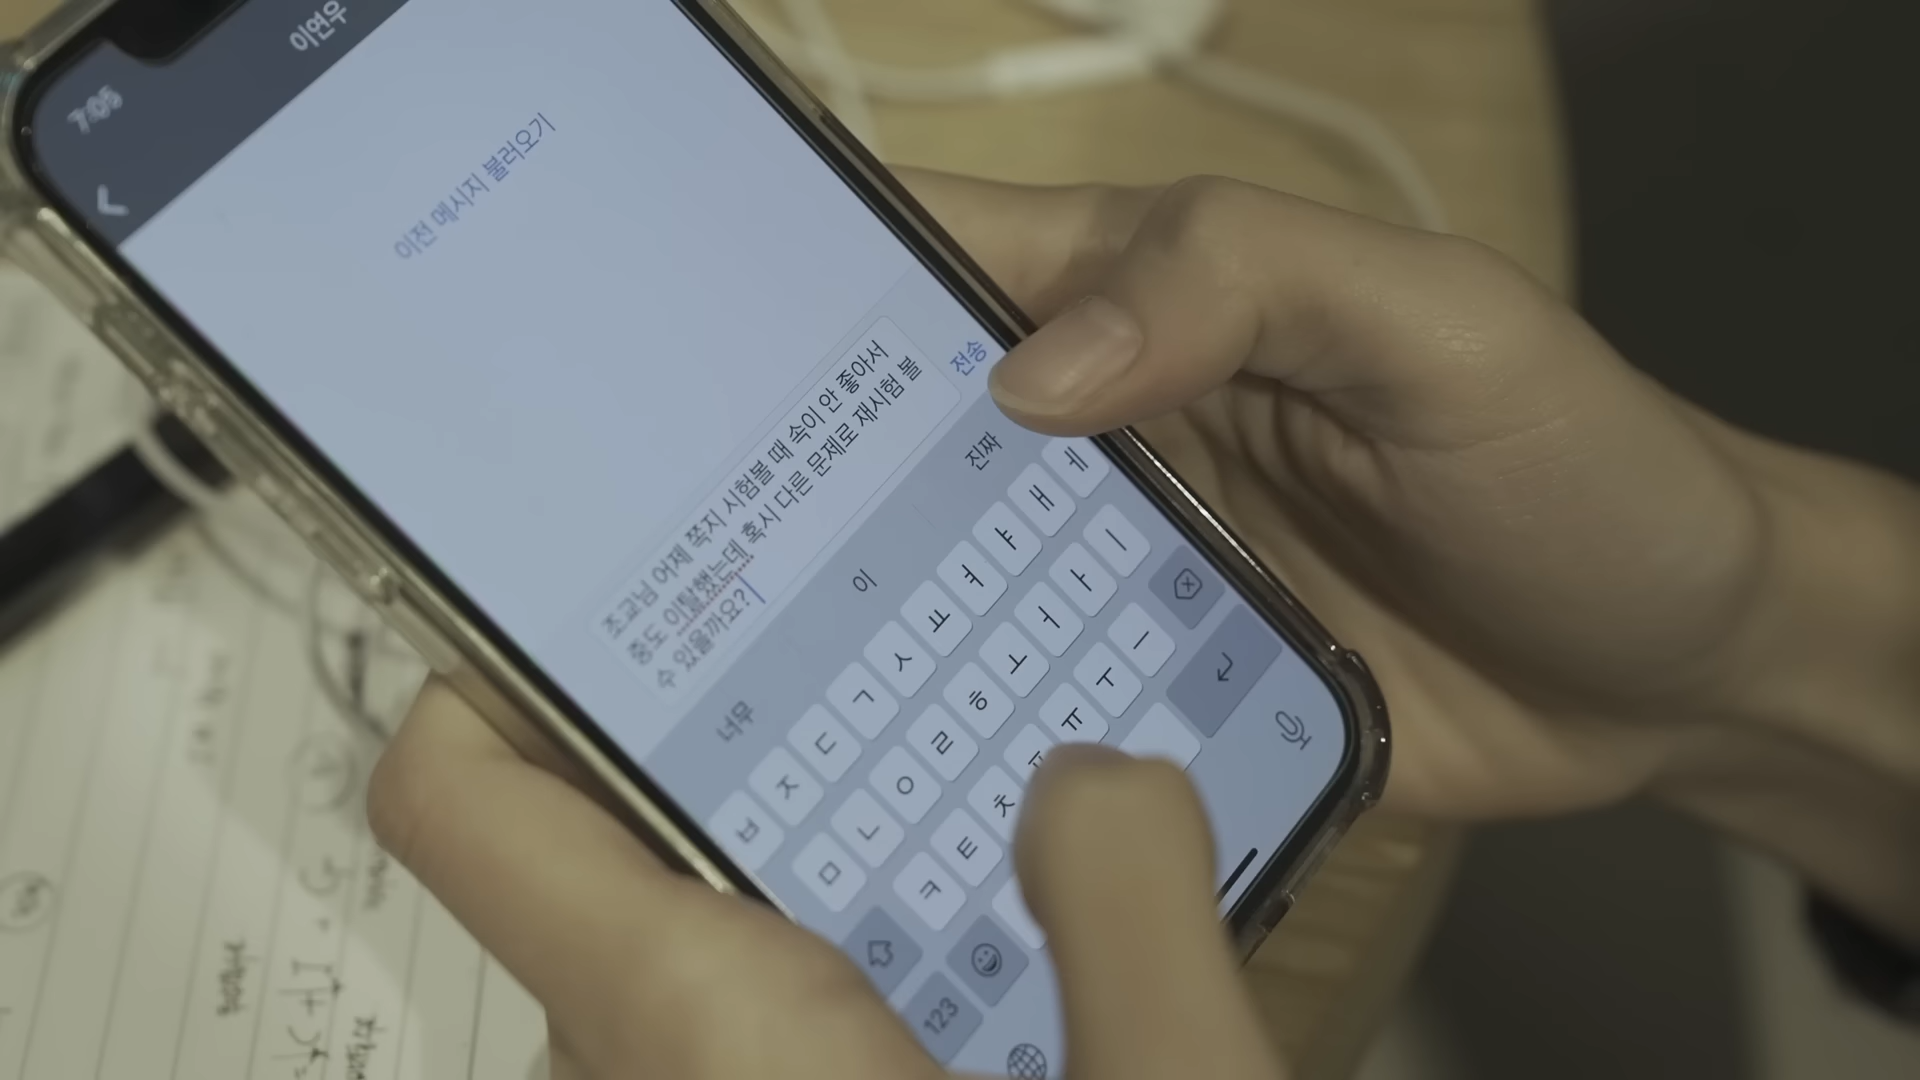 이연우
7:05
이전 메시지 불러오기
조교님 어제 쪽지 시험볼 때 속이 안 좋아서
중도 이탈했는데 혹시 다른 문제로 재시험 볼
수 있을까요?
전송
너무 이 진짜
ㅂ ㅈ ㄷ ㄱ ㅅ ㅛ ㅕ ㅑ ㅐ ㅔ
ㅁ ㄴ ㅇ ㄹ ㅎ ㅗ ㅓ ㅏ ㅣ
ㅋ ㅌ ㅊ ㅍ ㅠ ㅜ ㅡ
123